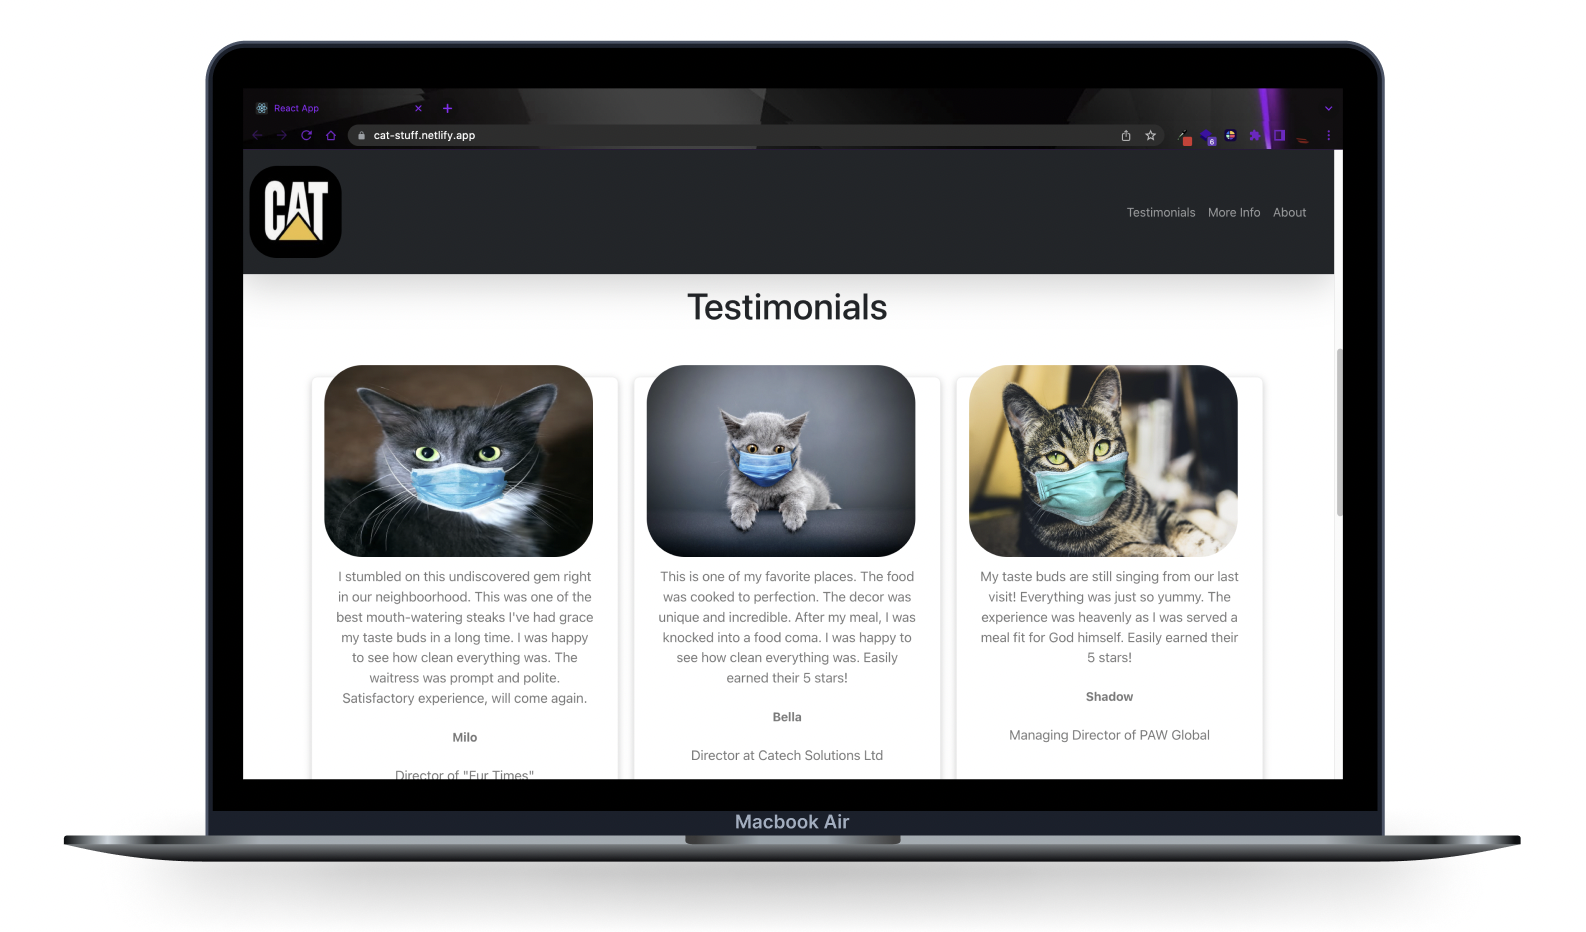 React App
cat-stuff.netlify.app
6
CAT
Testimonials More Info About
Testimonials
I stumbled on this undiscovered gem right
in our neighboorhood. This was one of the
best mouth-watering steaks I've had grace
my taste buds in a long time. I was happy
to see how clean everything was. The
waitress was prompt and polite.
Satisfactory experience, will come again.
Milo
Director of "Fur Times"
This is one of my favorite places. The food
was cooked to perfection. The decor was
unique and incredible. After my meal, I was
knocked into a food coma. I was happy to
see how clean everything was. Easily
earned their 5 stars!
Bella
Director at Catech Solutions Ltd
My taste buds are still singing from our last
visit! Everything was just so yummy. The
experience was heavenly as I was served a
meal fit for God himself. Easily earned their
5 stars!
Shadow
Managing Director of PAW Global
Macbook Air